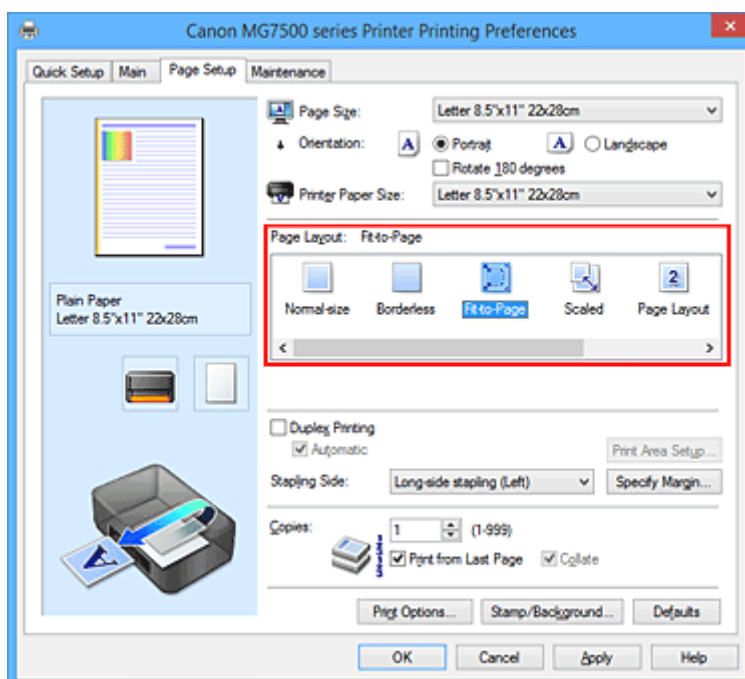 Canon MG7500 series Printer Printing Preferences
Quick Setup Main Page Setup Maintenance
Page Size: Letter 8.5"x11" 22x28cm
Orientation: A Portrait A Landscape
Rotate 180 degrees
Printer Paper Size: Letter 8.5"x11" 22x28cm
Page Layout: Fit-to-Page
2
Normal-size Borderless Fit-to-Page Scaled Page Layout
Plain Paper
Letter 8.5"x11" 22x28cm
Duplex Printing
Automatic
Print Area Setup...
Stapling Side: Long-side stapling (Left) Specify Margin...
Copies: 1 (1-999)
Print from Last Page Collate
A
Print Options... Stamp/Background... Defaults
OK Cancel Apply Help